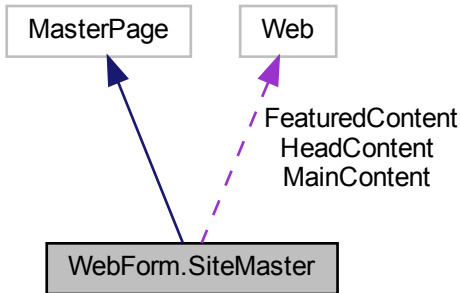 MasterPage
Web
FeaturedContent
HeadContent
MainContent
WebForm.SiteMaster